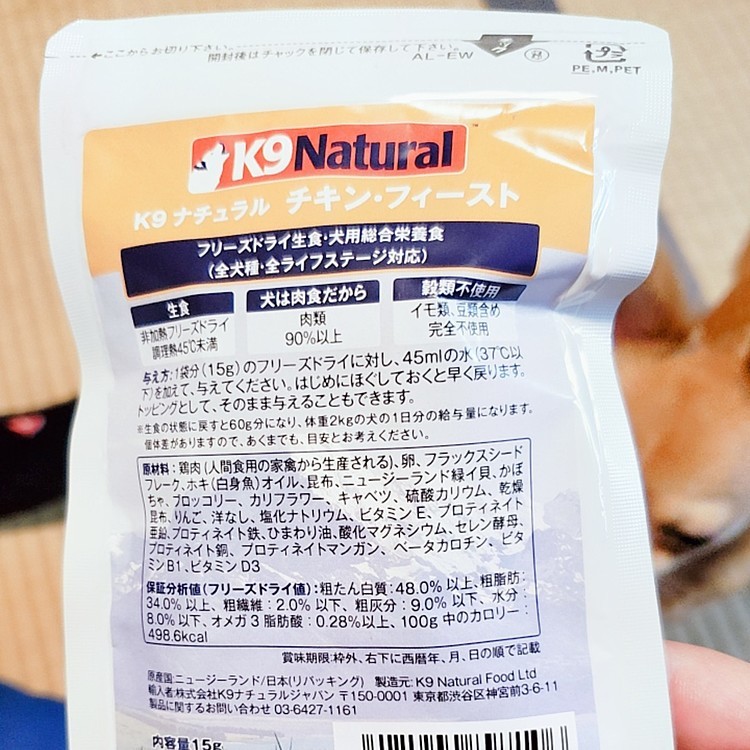 ←ここからお切り下さい。
開封後はチャックを閉じて保存して下さい。
AL-EW
PE,M,PET
K9Natural
K9 ナチュラル チキン・フィースト
フリーズドライ生食・犬用総合栄養食
(全犬種・全ライフステージ対応)
生食
非加熱フリーズドライ
調理熱45℃未満
犬は肉食だから
肉類
90%以上
穀類不使用
イモ類、豆類含め
完全不使用
与え方:1袋分(15g)のフリーズドライに対し、45mlの水(37℃以
下)を加えて、与えてください。はじめにほぐしておくと早く戻ります。
トッピングとして、そのまま与えることもできます。
※生食の状態に戻すと60g分になり、体重2kgの犬の1日分の給与量になります。
個体差がありますので、あくまでも、目安とお考えください。
原材料:鶏肉(人間食用の家禽から生産される)、卵、フラックスシード
フレーク、ホキ(白身魚)オイル、昆布、ニュージーランド緑イ貝、かぼ
ちゃ、ブロッコリー、カリフラワー、キャベツ、硫酸カリウム、乾燥
昆布、りんご、洋なし、塩化ナトリウム、ビタミンE、プロティネイト
亜鉛、プロティネイト鉄、ひまわり油、酸化マグネシウム、セレン酵母、
プロティネイト銅、プロティネイトマンガン、ベータカロチン、ビタ
ミンB1、ビタミンD3
保証分析値(フリーズドライ値):粗たん白質:48.0%以上、粗脂肪:
34.0%以上、粗繊維:2.0%以下、粗灰分:9.0%以下、水分:
8.0%以下、オメガ3脂肪酸:0.28%以上、100g中のカロリー:
498.6kcal
賞味期限:枠外、右下に西暦年、月、日の順で記載
原産国:ニュージーランド/日本(リパッキング) 製造元:K9 Natural Food Ltd
輸入者:株式会社K9ナチュラルジャパン 〒150-0001 東京都渋谷区神宮前3-6-11
製品に関するお問い合わせ 03-6427-1161
内容量15g